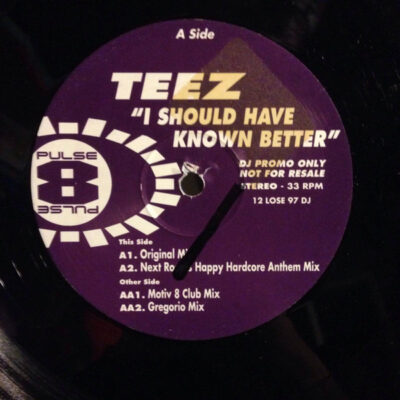 A Side
TEEZ
"I SHOULD HAVE
KNOWN BETTER"
PULSE
8
PULSE
DJ PROMO ONLY
NOT FOR RESALE
STEREO - 33 RPM
12 LOSE 97 DJ
This Side
A1. Original
A2. Next Happy Hardcore Anthem Mix
Other Side
AA1. Motiv 8 Club Mix
AA2. Gregorio Mix